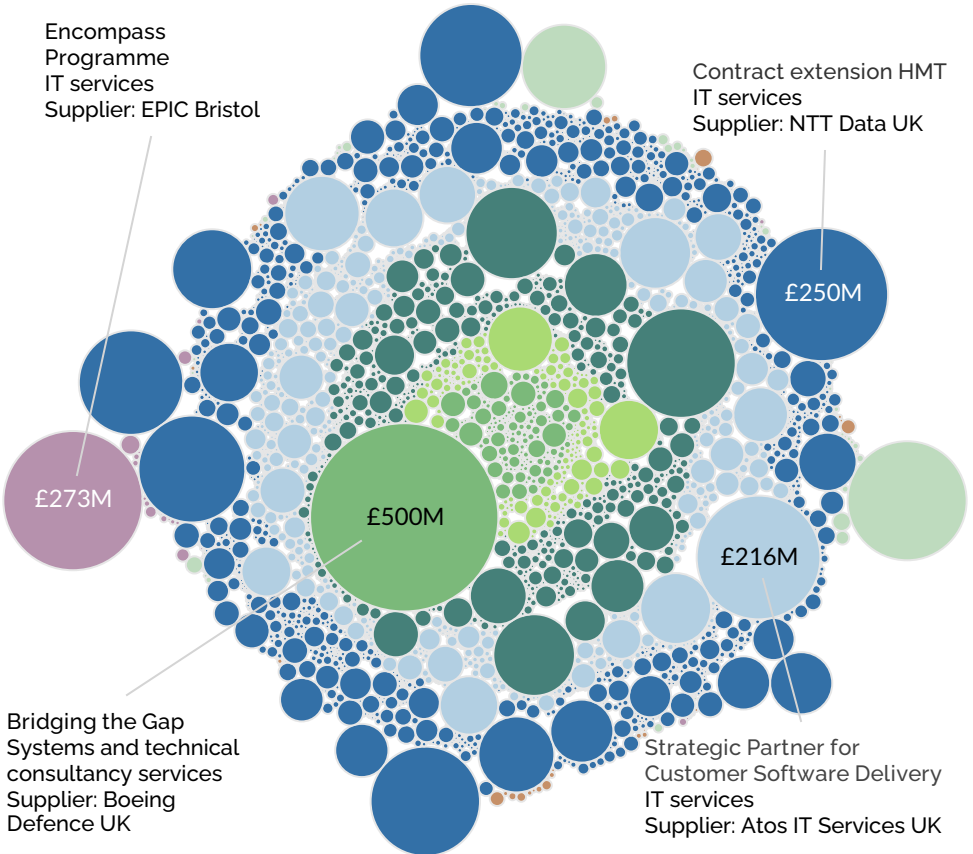 Encompass
Programme
IT services
Supplier: EPIC Bristol
Contract extension HMT
IT services
Supplier: NTT Data UK
£250M
£273M
£500M
£216M
Bridging the Gap
Systems and technical
consultancy services
Supplier: Boeing
Defence UK
Strategic Partner for
Customer Software Delivery
IT services
Supplier: Atos IT Services UK